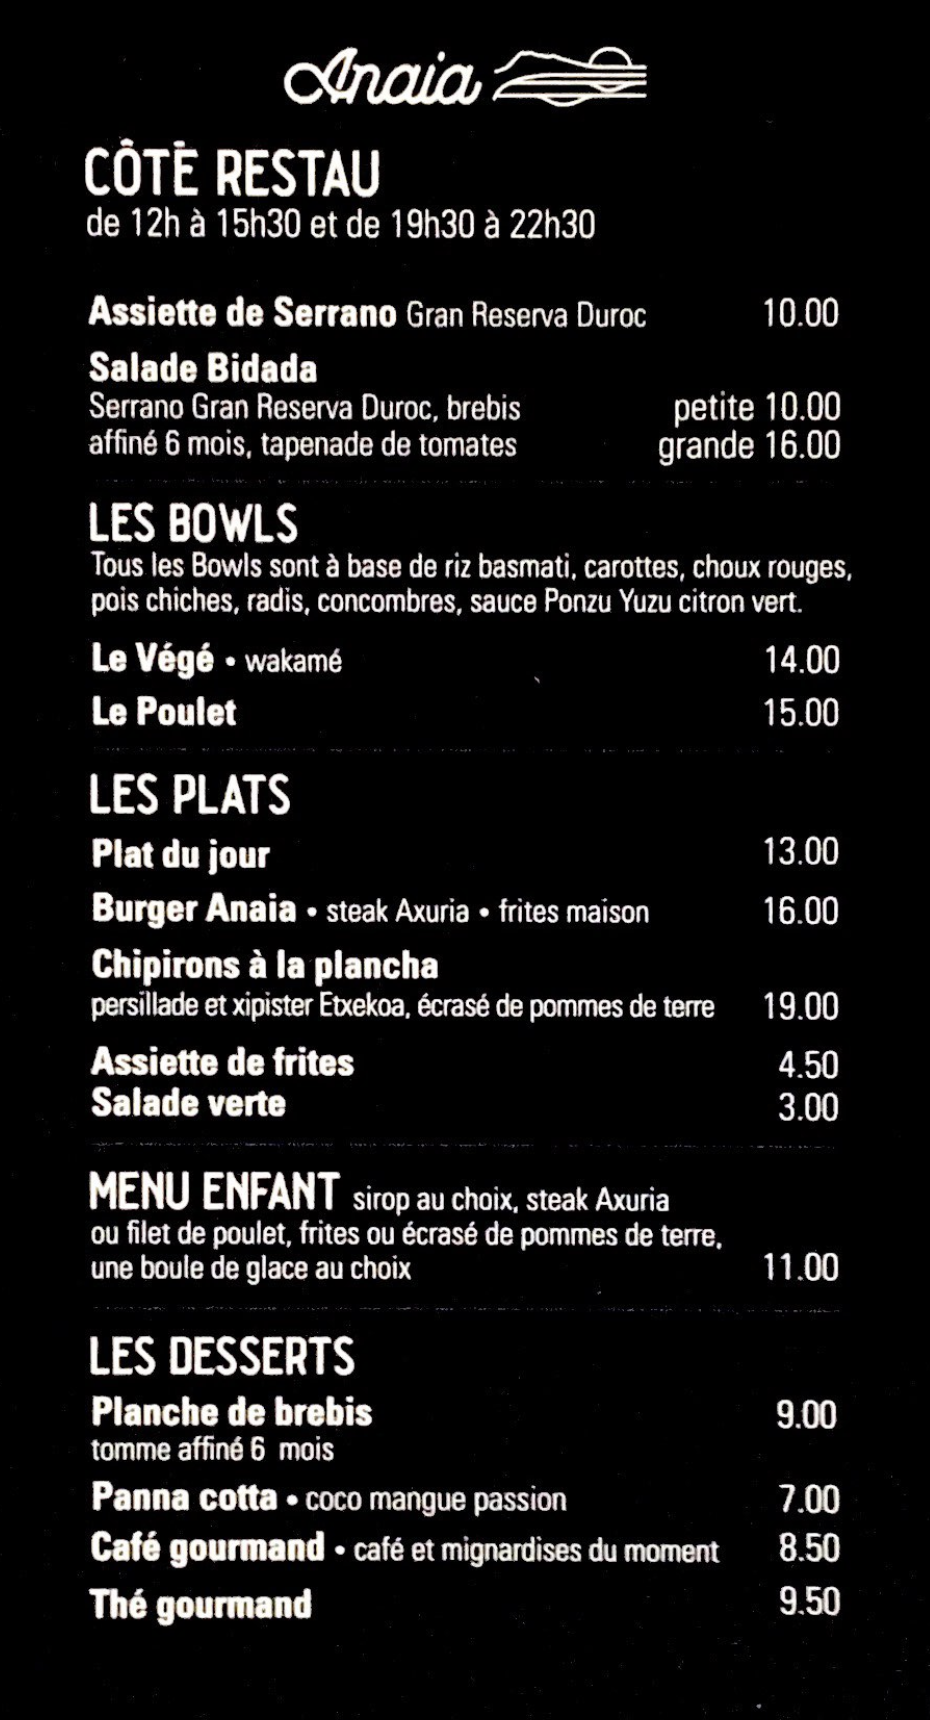 Anaia
CÔTÉ RESTAU
de 12h à 15h30 et de 19h30 à 22h30
Assiette de Serrano Gran Reserva Duroc 10.00
Salade Bidada
Serrano Gran Reserva Duroc, brebis petite 10.00
affiné 6 mois, tapenade de tomates grande 16.00
LES BOWLS
Tous les Bowls sont à base de riz basmati, carottes, choux rouges,
pois chiches, radis, concombres, sauce Ponzu Yuzu citron vert.
Le Végé • wakamé 14.00
Le Poulet 15.00
LES PLATS
Plat du jour 13.00
Burger Anaia • steak Axuria • frites maison 16.00
Chipirons à la plancha
persillade et xipister Etxekoa, écrasé de pommes de terre 19.00
Assiette de frites 4.50
Salade verte 3.00
MENU ENFANT sirop au choix, steak Axuria
ou filet de poulet, frites ou écrasé de pommes de terre,
une boule de glace au choix 11.00
LES DESSERTS
Planche de brebis 9.00
tomme affiné 6 mois
Panna cotta • coco mangue passion 7.00
Café gourmand • café et mignardises du moment 8.50
Thé gourmand 9.50